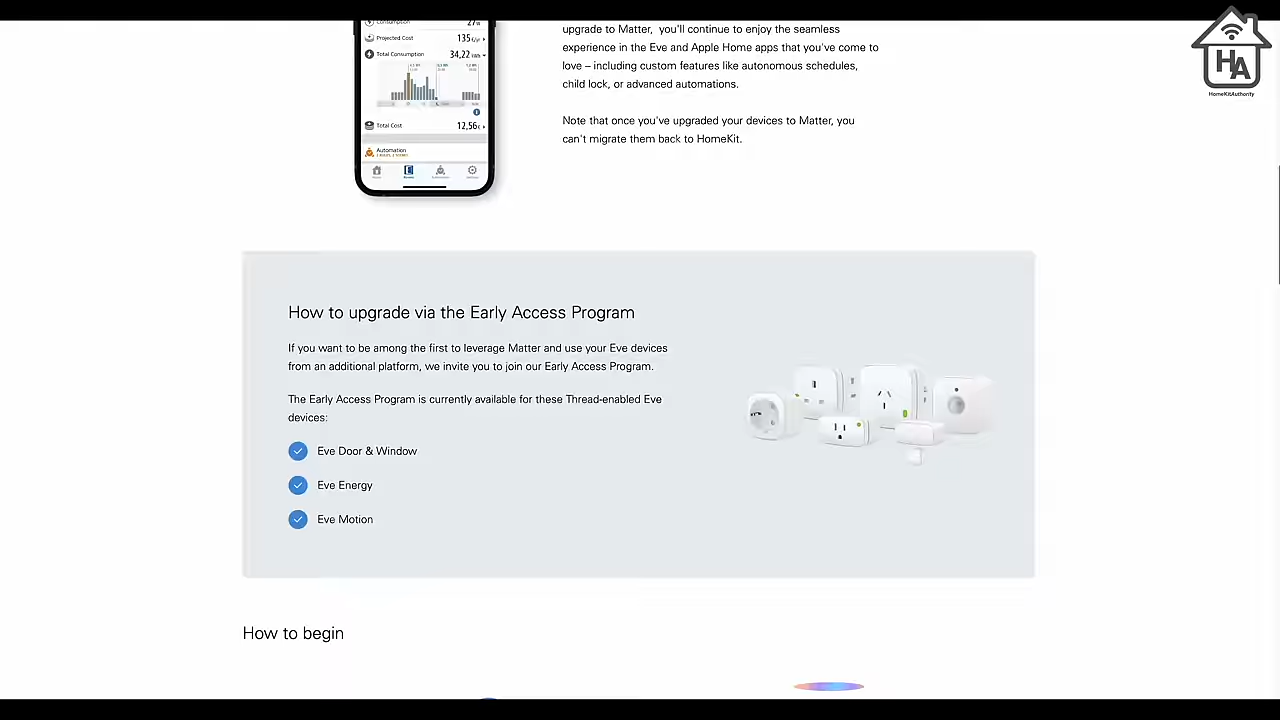 Consumption
27W
Projected Cost
135 €/yr
Total Consumption
34,22 kWh
Total Cost
12,56 €
Automation
upgrade to Matter, you'll continue to enjoy the seamless
experience in the Eve and Apple Home apps that you've come to
love – including custom features like autonomous schedules,
child lock, or advanced automations.
Note that once you've upgraded your devices to Matter, you
can't migrate them back to HomeKit.
HA
HomeKitAuthority
How to upgrade via the Early Access Program
If you want to be among the first to leverage Matter and use your Eve devices
from an additional platform, we invite you to join our Early Access Program.
The Early Access Program is currently available for these Thread-enabled Eve
devices:
Eve Door & Window
Eve Energy
Eve Motion
How to begin